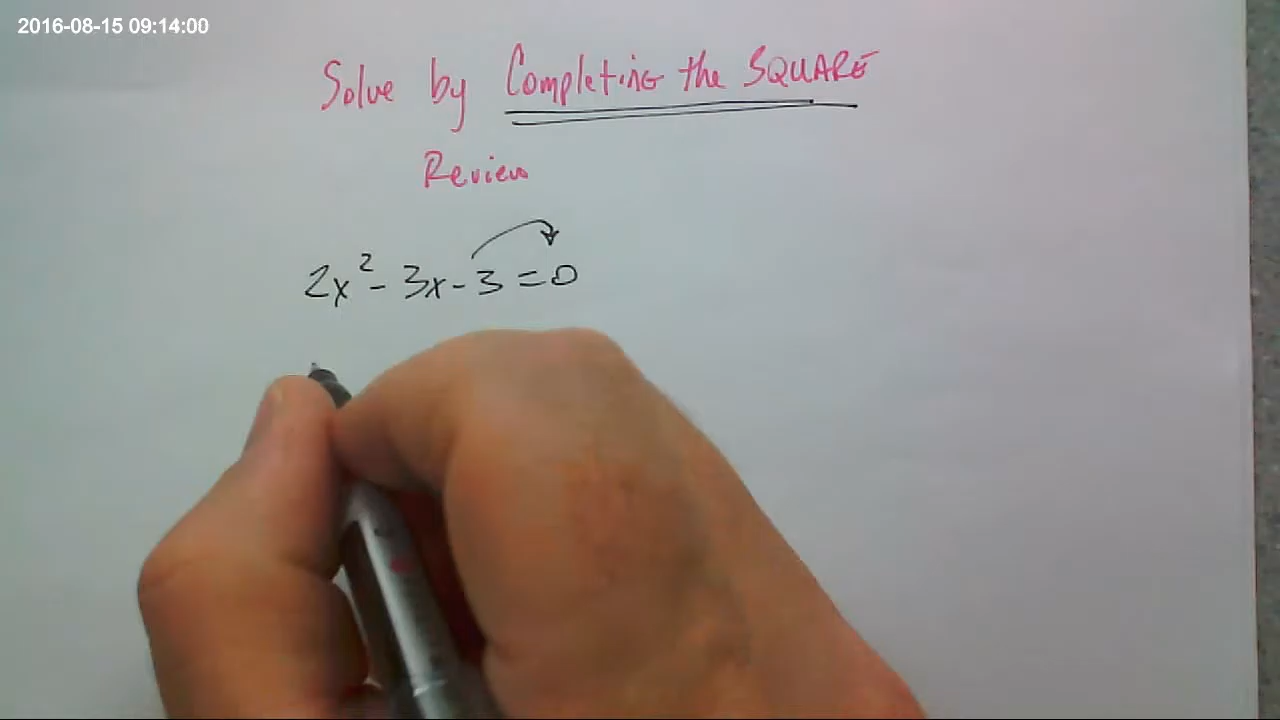 2016-08-15 09:14:00
Solve by Completing the SQUARE
Review
2x² - 3x - 3 = 0